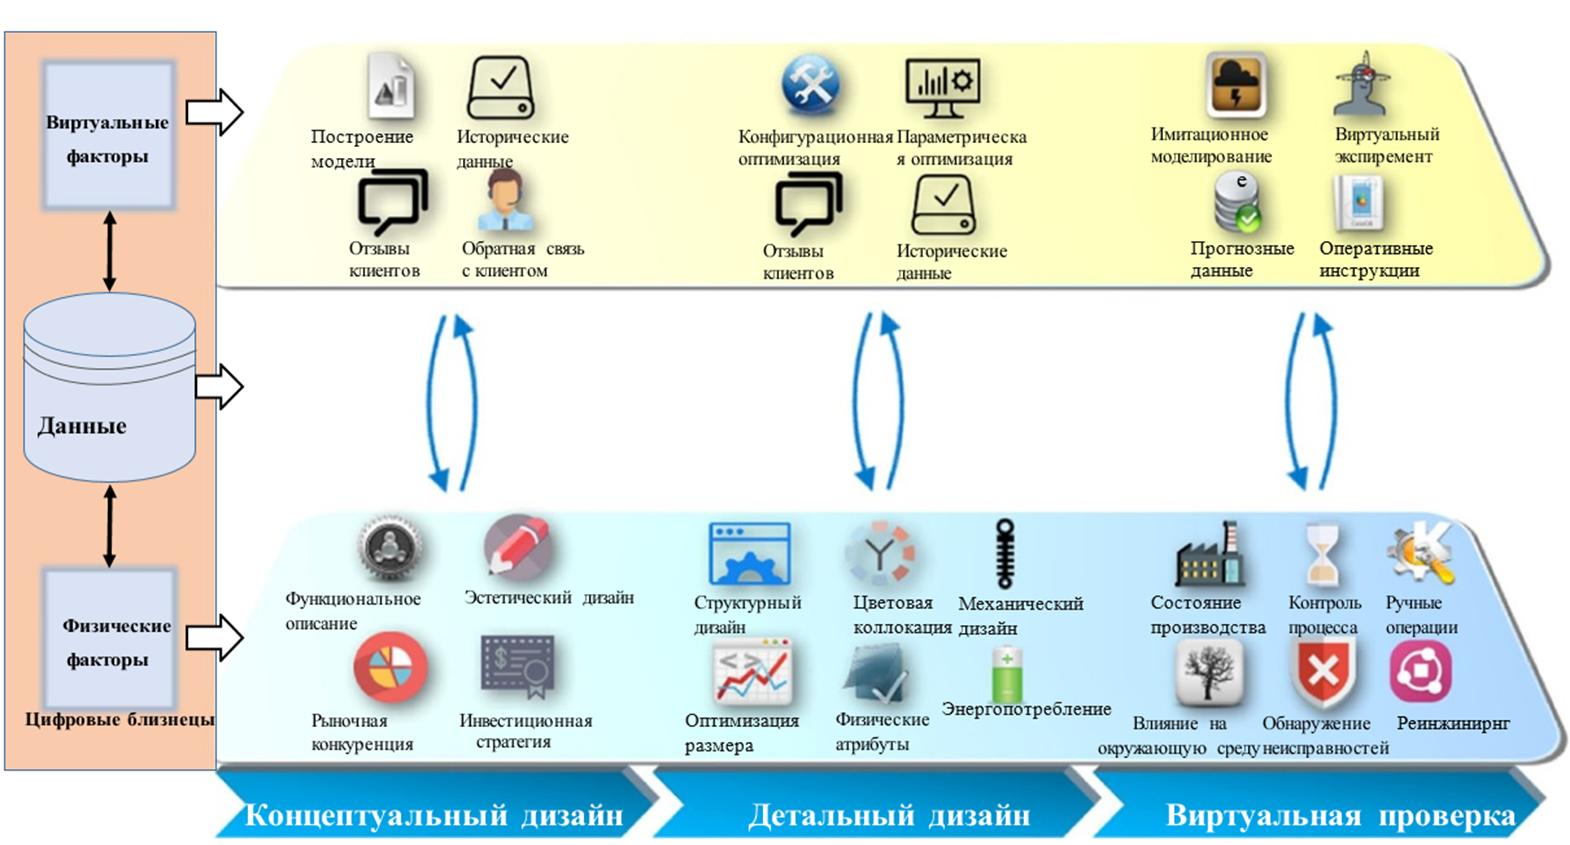 Виртуальные
факторы
Данные
Физические
факторы
Цифровые близнецы
Построение
модели
Исторические
данные
Отзывы
клиентов
Обратная связь
с клиентом
Конфигурационная
оптимизация
Параметрическа
я оптимизация
Отзывы
клиентов
Исторические
данные
Имитационное
моделирование
е
Виртуальный
экспиремент
Прогнозные
данные
Оперативные
инструкции
Функциональное
описание
Эстетический дизайн
Рыночная
конкуренция
Инвестиционная
стратегия
Структурный
дизайн
Цветовая
коллокация
Механический
дизайн
Оптимизация
размера
Физические
атрибуты
Энергопотребление
Состояние
производства
Контроль
процесса
Ручные
операции
Влияние на
окружающую среду
Обнаружение
неисправностей
Реинжинирнг
Концептуальный дизайн
Детальный дизайн
Виртуальная проверка